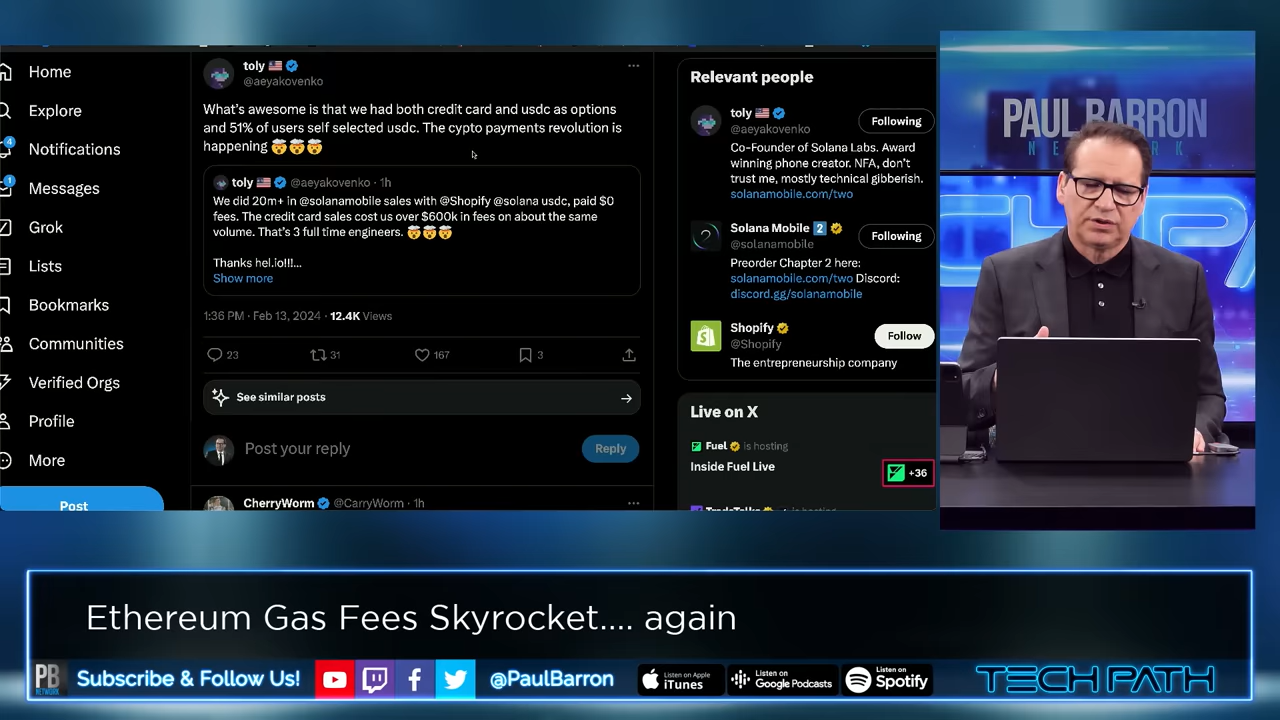 Home
Explore
4
Notifications
1
Messages
Grok
Lists
Bookmarks
Communities
Verified Orgs
Profile
More
Post
toly 🇺🇸
@aeyakovenko
What's awesome is that we had both credit card and usdc as options
and 51% of users self selected usdc. The cypto payments revolution is
happening 🤯🤯🤯
toly 🇺🇸 @aeyakovenko · 1h
We did 20m+ in @solanamobile sales with @Shopify @solana usdc, paid $0
fees. The credit card sales cost us over $600k in fees on about the same
volume. That's 3 full time engineers. 🤯🤯🤯
Thanks hel.io!!!...
Show more
1:36 PM · Feb 13, 2024 · 12.4K Views
23
31
167
3
See similar posts
Post your reply
Reply
CherryWorm @CarryWorm · 1h
Relevant people
toly 🇺🇸
@aeyakovenko
Following
Co-Founder of Solana Labs. Award
winning phone creator. NFA, don't
trust me, mostly technical gibberish.
solanamobile.com/two
Solana Mobile 2
@solanamobile
Following
Preorder Chapter 2 here:
solanamobile.com/two Discord:
discord.gg/solanamobile
Shopify
@Shopify
Follow
The entrepreneurship company
Live on X
Fuel is hosting
Inside Fuel Live
+36
PAUL BARRON
Ethereum Gas Fees Skyrocket.... again
PB
NETWORK
Subscribe & Follow Us!
@PaulBarron
Listen on Apple
iTunes
Listen on
Google Podcasts
Listen on
Spotify
TECH PATH